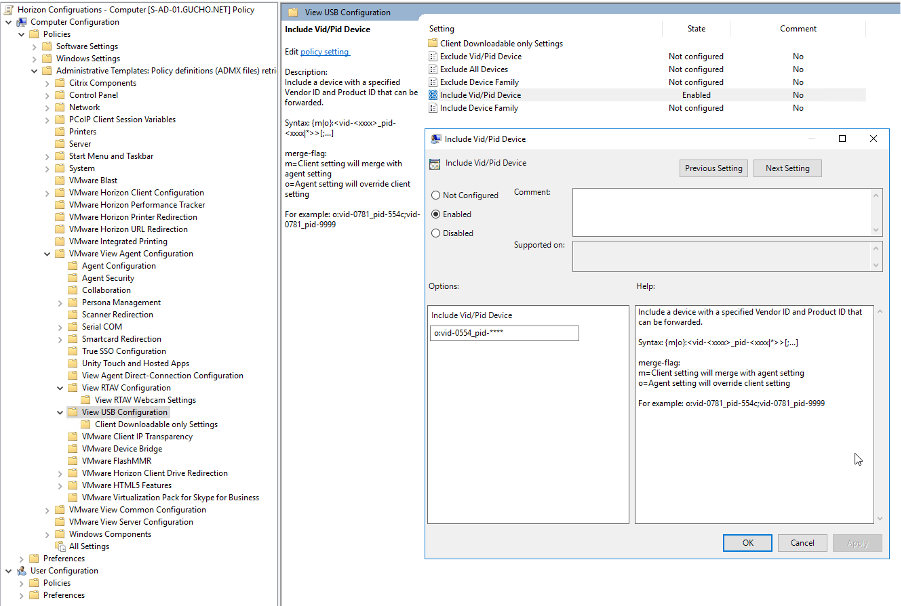 Horizon Configruations - Computer [S-AD-01.GUCHO.NET] Policy
Computer Configuration
Policies
Software Settings
Windows Settings
Administrative Templates: Policy definitions (ADMX files) retri
Citrix Components
Control Panel
Network
PCoIP Client Session Variables
Printers
Server
Start Menu and Taskbar
System
VMware Blast
VMware Horizon Client Configuration
VMware Horizon Performance Tracker
VMware Horizon Printer Redirection
VMware Horizon URL Redirection
VMware Integrated Printing
VMware View Agent Configuration
Agent Configuration
Agent Security
Collaboration
Persona Management
Scanner Redirection
Serial COM
Smartcard Redirection
True SSO Configuration
Unity Touch and Hosted Apps
View Agent Direct-Connection Configuration
View RTAV Configuration
View RTAV Webcam Settings
View USB Configuration
Client Downloadable only Settings
VMware Client IP Transparency
VMware Device Bridge
VMware FlashMMR
VMware Horizon Client Drive Redirection
VMware HTML5 Features
VMware Virtualization Pack for Skype for Business
VMware View Common Configuration
VMware View Server Configuration
Windows Components
All Settings
Preferences
User Configuration
Policies
Preferences
View USB Configuration
Include Vid/Pid Device
Edit policy setting
Description:
Include a device with a specified
Vendor ID and Product ID that can be
forwarded.
Syntax: {m|o}:<vid-<xxxx>_pid-
<xxxx|*>>[;...]
merge-flag:
m=Client setting will merge with
agent setting
o=Agent setting will override client
setting
For example: o:vid-0781_pid-554c;vid-
0781_pid-9999
Setting State Comment
Client Downloadable only Settings
Exclude Vid/Pid Device Not configured No
Exclude All Devices Not configured No
Exclude Device Family Not configured No
Include Vid/Pid Device Enabled No
Include Device Family Not configured No
Include Vid/Pid Device
Include Vid/Pid Device
Previous Setting Next Setting
Not Configured
Enabled
Disabled
Comment:
Supported on:
Options:
Include Vid/Pid Device
o:vid-0554_pid-****
Help:
Include a device with a specified Vendor ID and Product ID that
can be forwarded.
Syntax: {m|o}:<vid-<xxxx>_pid-<xxxx|*>>[;...]
merge-flag:
m=Client setting will merge with agent setting
o=Agent setting will override client setting
For example: o:vid-0781_pid-554c;vid-0781_pid-9999
OK Cancel Apply